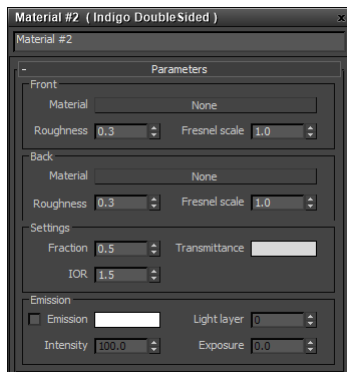 Material #2 ( Indigo DoubleSided ) x
Material #2
- Parameters
Front
Material None
Roughness 0.3 Fresnel scale 1.0
Back
Material None
Roughness 0.3 Fresnel scale 1.0
Settings
Fraction 0.5 Transmittance
IOR 1.5
Emission
Emission Light layer 0
Intensity 100.0 Exposure 0.0